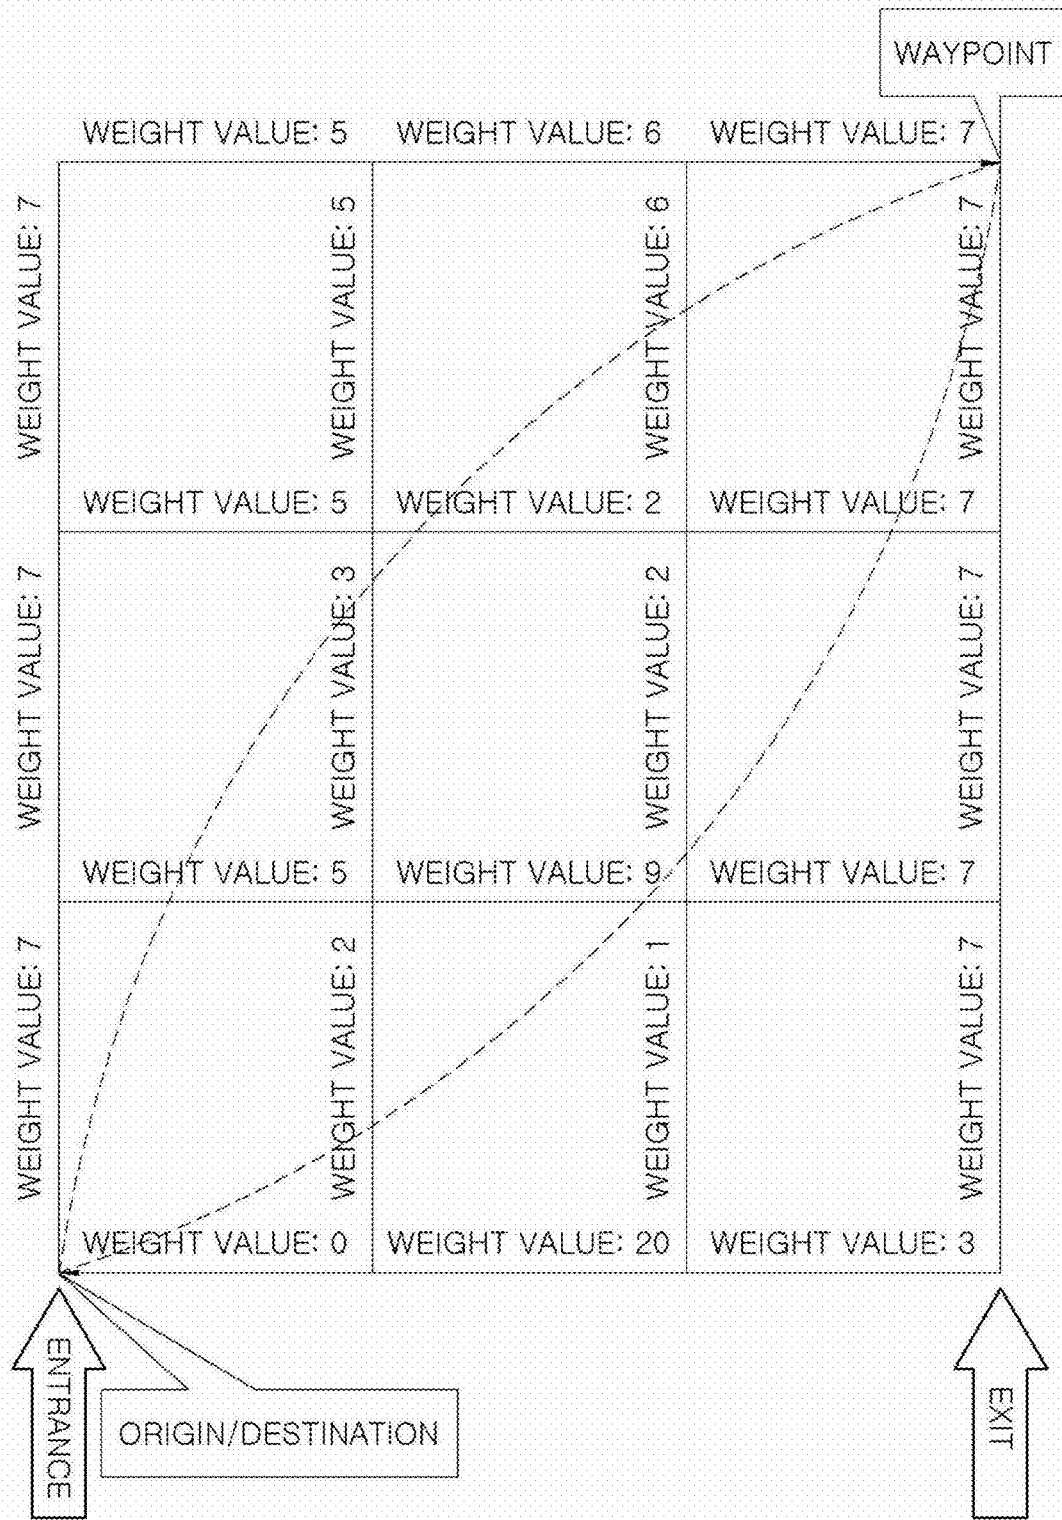 WAYPOINT
WEIGHT VALUE: 5
WEIGHT VALUE: 6
WEIGHT VALUE: 7
WEIGHT VALUE: 7
WEIGHT VALUE: 5
WEIGHT VALUE: 6
WEIGHT VALUE: 7
WEIGHT VALUE: 5
WEIGHT VALUE: 2
WEIGHT VALUE: 7
WEIGHT VALUE: 7
WEIGHT VALUE: 3
WEIGHT VALUE: 2
WEIGHT VALUE: 7
WEIGHT VALUE: 5
WEIGHT VALUE: 9
WEIGHT VALUE: 7
WEIGHT VALUE: 7
WEIGHT VALUE: 2
WEIGHT VALUE: 1
WEIGHT VALUE: 7
WEIGHT VALUE: 0
WEIGHT VALUE: 20
WEIGHT VALUE: 3
ENTRANCE
ORIGIN/DESTINATION
EXIT